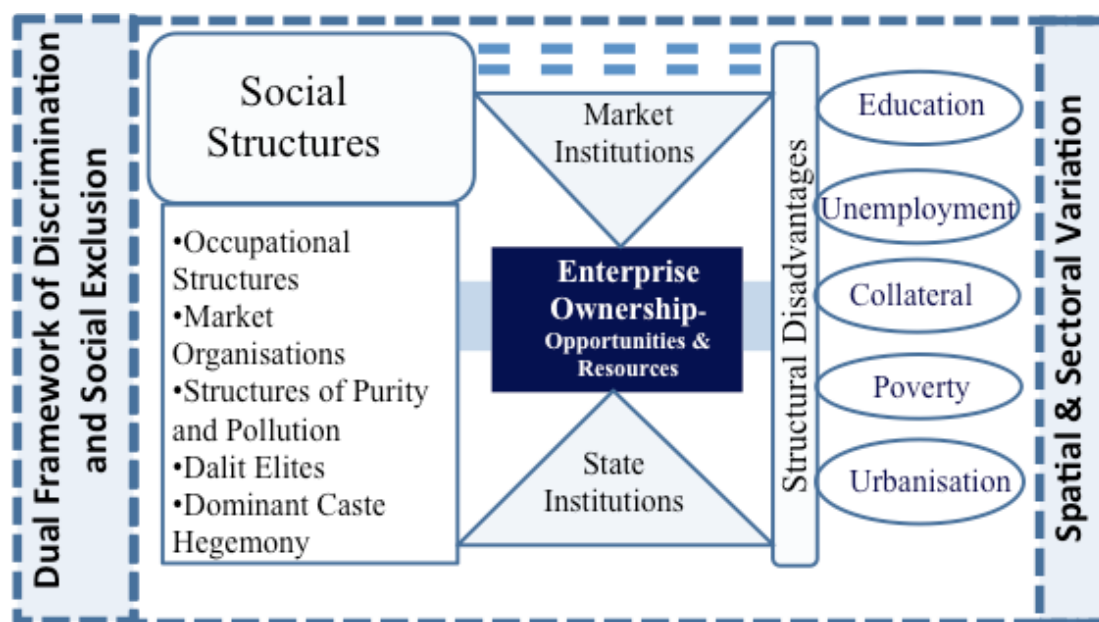 Dual Framework of Discrimination
and Social Exclusion
Social
Structures
•Occupational
Structures
•Market
Organisations
•Structures of Purity
and Pollution
•Dalit Elites
•Dominant Caste
Hegemony
Market
Institutions
Enterprise
Ownership-
Opportunities &
Resources
State
Institutions
Structural Disadvantages
Education
Unemployment
Collateral
Poverty
Urbanisation
Spatial & Sectoral Variation